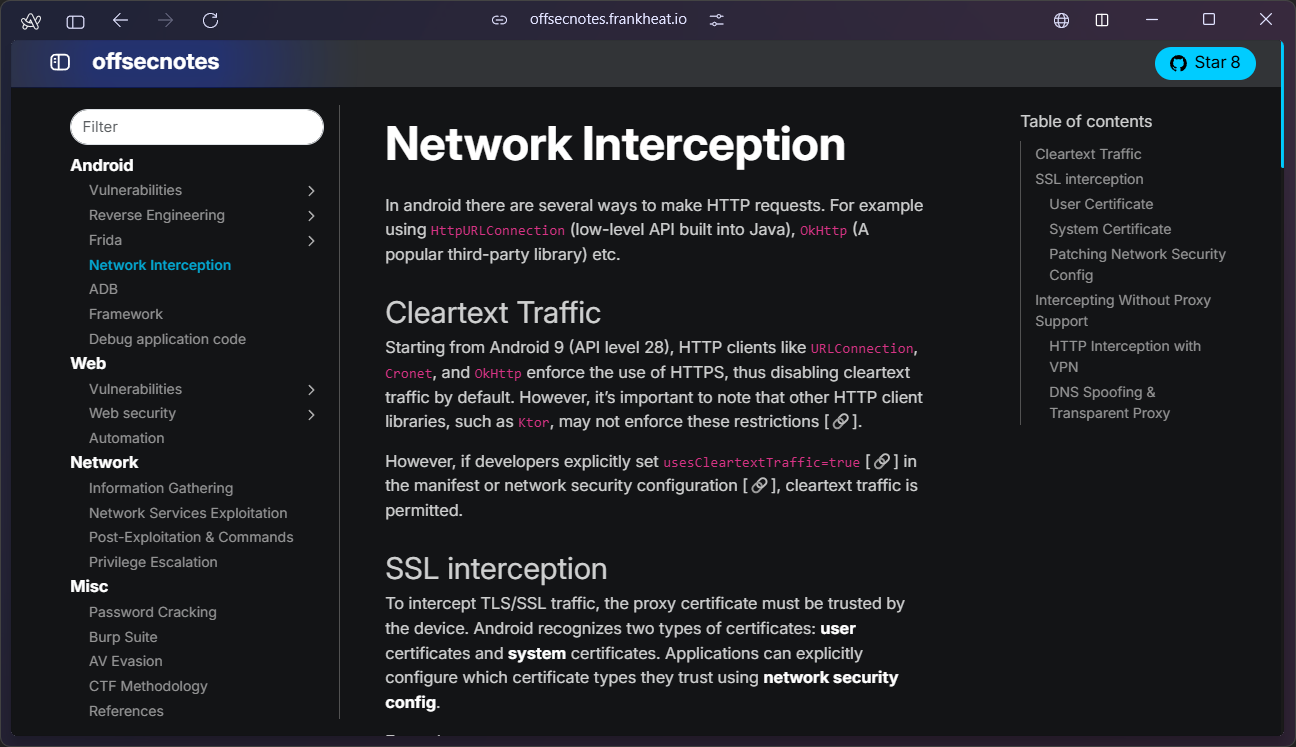 offsecnotes.frankheat.io
offsecnotes
Star 8
Filter
Android
Vulnerabilities
Reverse Engineering
Frida
Network Interception
ADB
Framework
Debug application code
Web
Vulnerabilities
Web security
Automation
Network
Information Gathering
Network Services Exploitation
Post-Exploitation & Commands
Privilege Escalation
Misc
Password Cracking
Burp Suite
AV Evasion
CTF Methodology
References
Network Interception
In android there are several ways to make HTTP requests. For example
using HttpURLConnection (low-level API built into Java), OkHttp (A
popular third-party library) etc.
Cleartext Traffic
Starting from Android 9 (API level 28), HTTP clients like URLConnection,
Cronet, and OkHttp enforce the use of HTTPS, thus disabling cleartext
traffic by default. However, it’s important to note that other HTTP client
libraries, such as Ktor, may not enforce these restrictions [🔗].
However, if developers explicitly set usesCleartextTraffic=true [🔗] in
the manifest or network security configuration [🔗], cleartext traffic is
permitted.
SSL interception
To intercept TLS/SSL traffic, the proxy certificate must be trusted by
the device. Android recognizes two types of certificates: user
certificates and system certificates. Applications can explicitly
configure which certificate types they trust using network security
config.
Table of contents
Cleartext Traffic
SSL interception
User Certificate
System Certificate
Patching Network Security
Config
Intercepting Without Proxy
Support
HTTP Interception with
VPN
DNS Spoofing &
Transparent Proxy